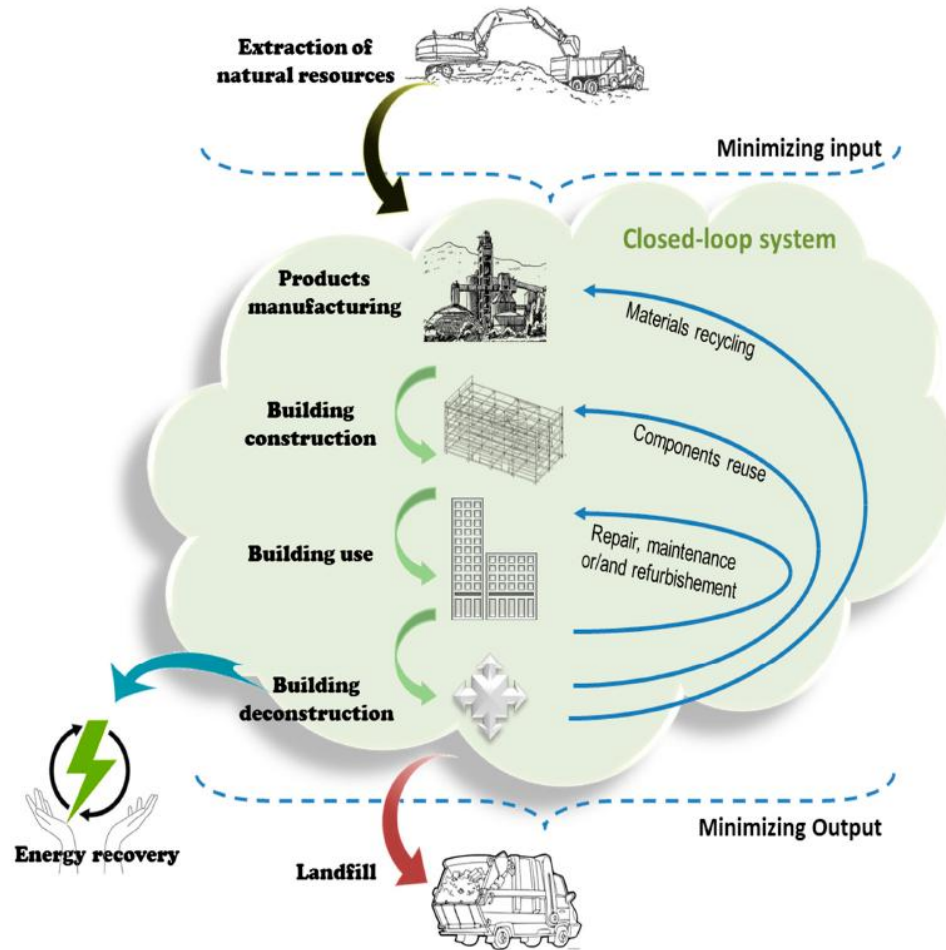 Extraction of
natural resources
Minimizing input
Closed-loop system
Products
manufacturing
Materials recycling
Building
construction
Components reuse
Building use
Repair, maintenance
or/and refurbishement
Building
deconstruction
Energy recovery
Minimizing Output
Landfill